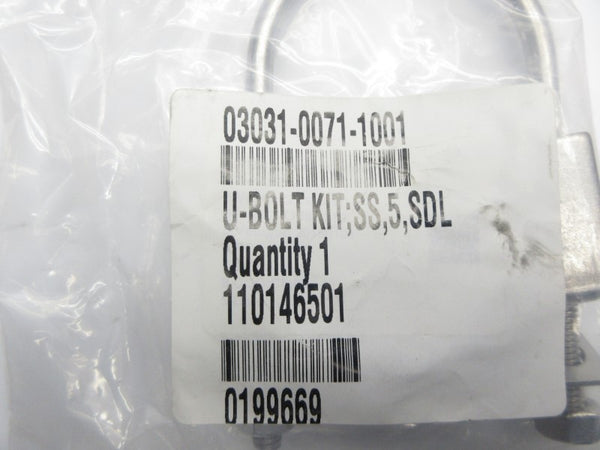 03031-0071-1001
U-BOLT KIT;SS,5,SDL
Quantity 1
110146501
0199669